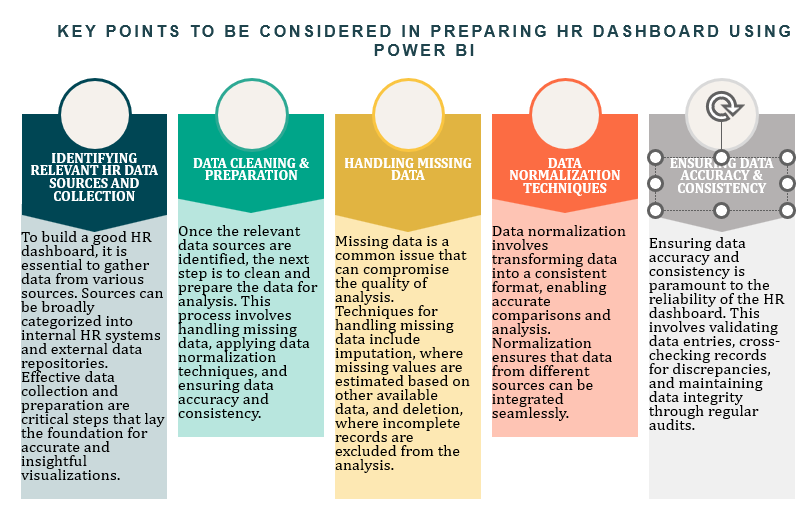 KEY POINTS TO BE CONSIDERED IN PREPARING HR DASHBOARD USING
POWER BI
IDENTIFYING
RELEVANT HR DATA
SOURCES AND
COLLECTION
To build a good HR
dashboard, it is
essential to gather
data from various
sources. Sources can
be broadly
categorized into
internal HR systems
and external data
repositories.
Effective data
collection and
preparation are
critical steps that lay
the foundation for
accurate and
insightful
visualizations.
DATA CLEANING &
PREPARATION
Once the relevant
data sources are
identified, the next
step is to clean and
prepare the data for
analysis. This
process involves
handling missing
data, applying data
normalization
techniques, and
ensuring data
accuracy and
consistency.
HANDLING MISSING
DATA
Missing data is a
common issue that
can compromise
the quality of
analysis.
Techniques for
handling missing
data include
imputation, where
missing values are
estimated based on
other available
data, and deletion,
where incomplete
records are
excluded from the
analysis.
DATA
NORMALIZATION
TECHNIQUES
Data normalization
involves
transforming data
into a consistent
format, enabling
accurate
comparisons and
analysis.
Normalization
ensures that data
from different
sources can be
integrated
seamlessly.
ENSURING DATA
ACCURACY &
CONSISTENCY
Ensuring data
accuracy and
consistency is
paramount to the
reliability of the HR
dashboard. This
involves validating
data entries, cross-
checking records
for discrepancies,
and maintaining
data integrity
through regular
audits.